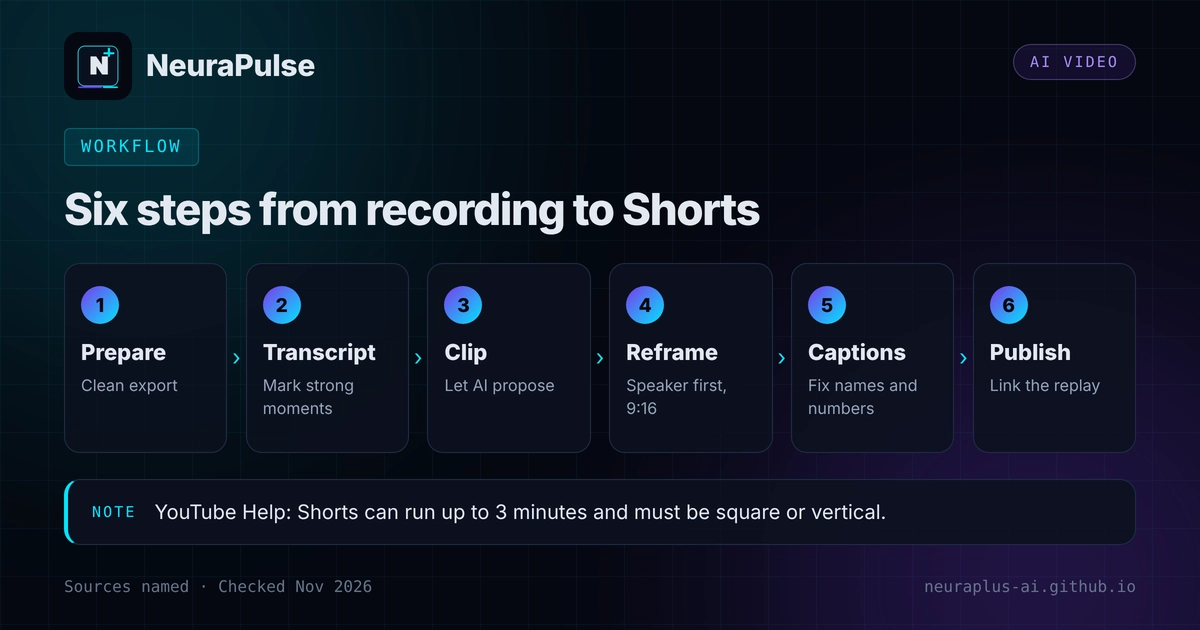 N
NeuraPulse
AI VIDEO
WORKFLOW
Six steps from recording to Shorts
1
Prepare
Clean export
›
2
Transcript
Mark strong
moments
›
3
Clip
Let AI propose
›
4
Reframe
Speaker first,
9:16
›
5
Captions
Fix names and
numbers
›
6
Publish
Link the replay
NOTE YouTube Help: Shorts can run up to 3 minutes and must be square or vertical.
Sources named · Checked Nov 2026
neuraplus-ai.github.io